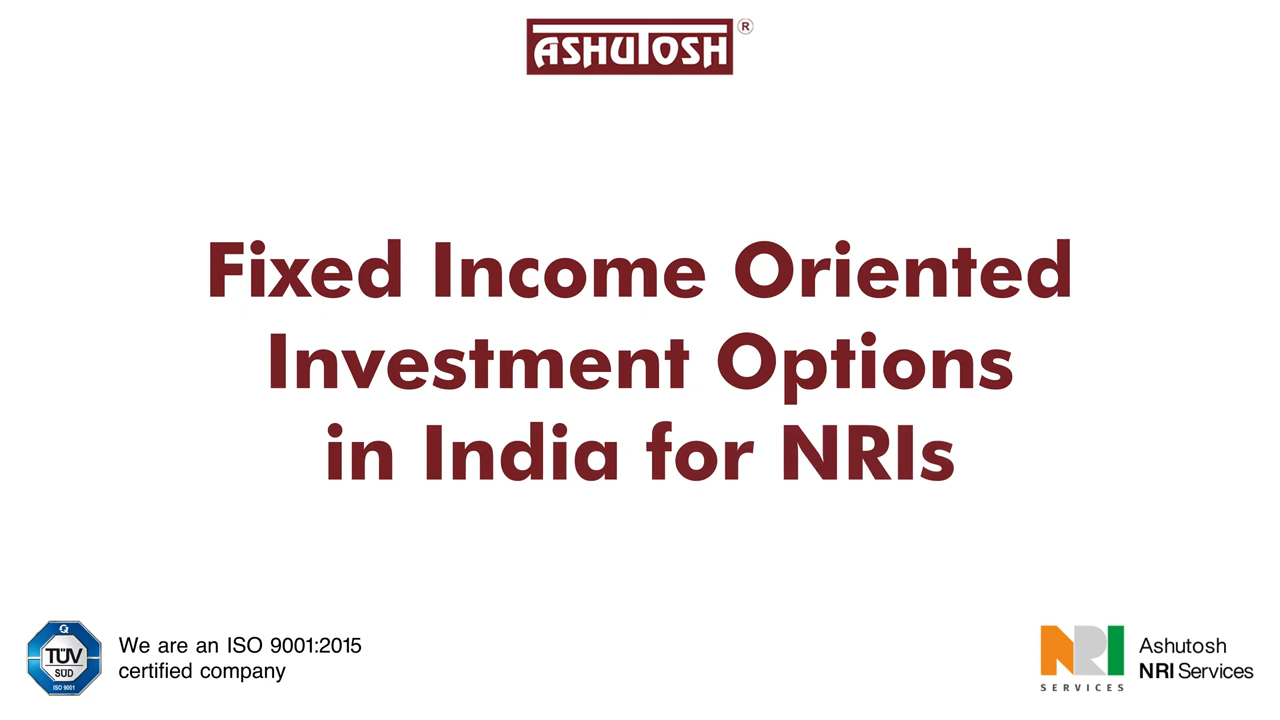 ASHUTOSH ®
Fixed Income Oriented
Investment Options
in India for NRIs
Q
TÜV
SÜD
ISO 9001
We are an ISO 9001:2015
certified company
NRI
SERVICES
Ashutosh
NRI Services